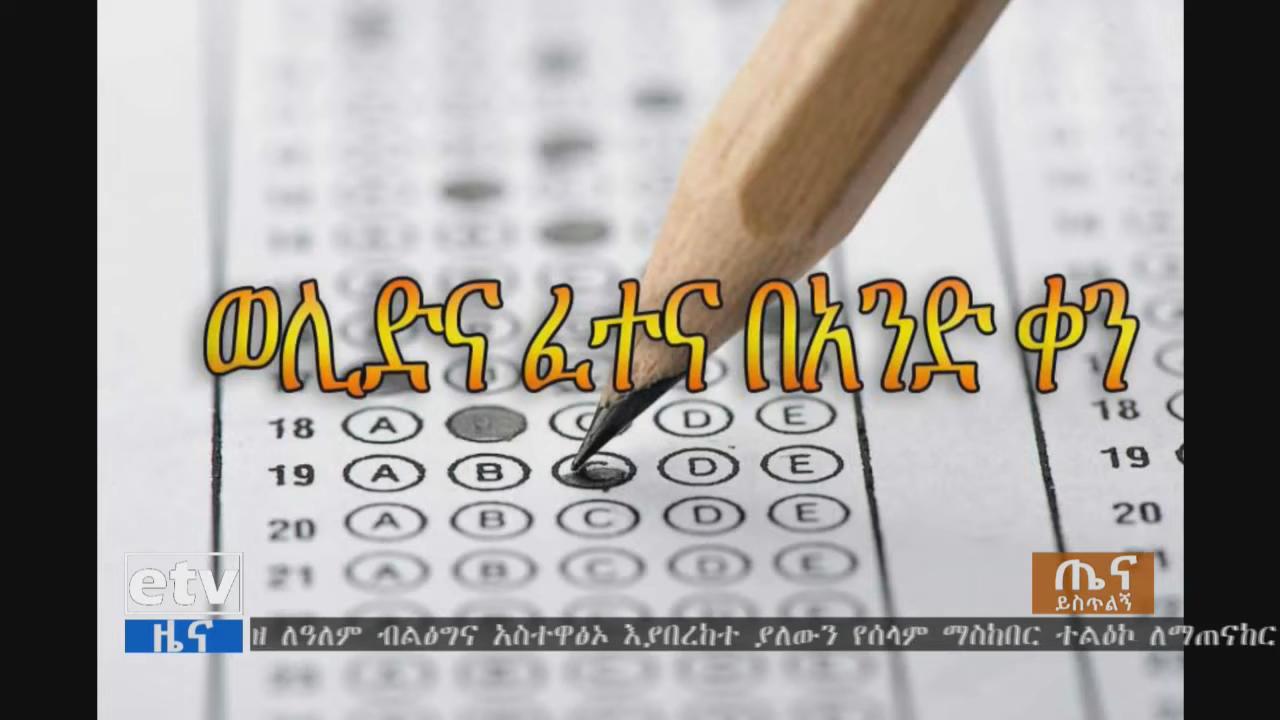 ወሊድና ፈተና በአንድ ቀን
18 A C D E 18
19 A B C D E 19
20 A B C D E 20
21 A B C D E
etv
ዜና
ጤና
ይስጥልኝ
ለዓለም ብልፅግና አስተዋፅኦ እያበረከተ ያለውን የሰላም ማስከበር ተልዕኮ ለማጠናከር